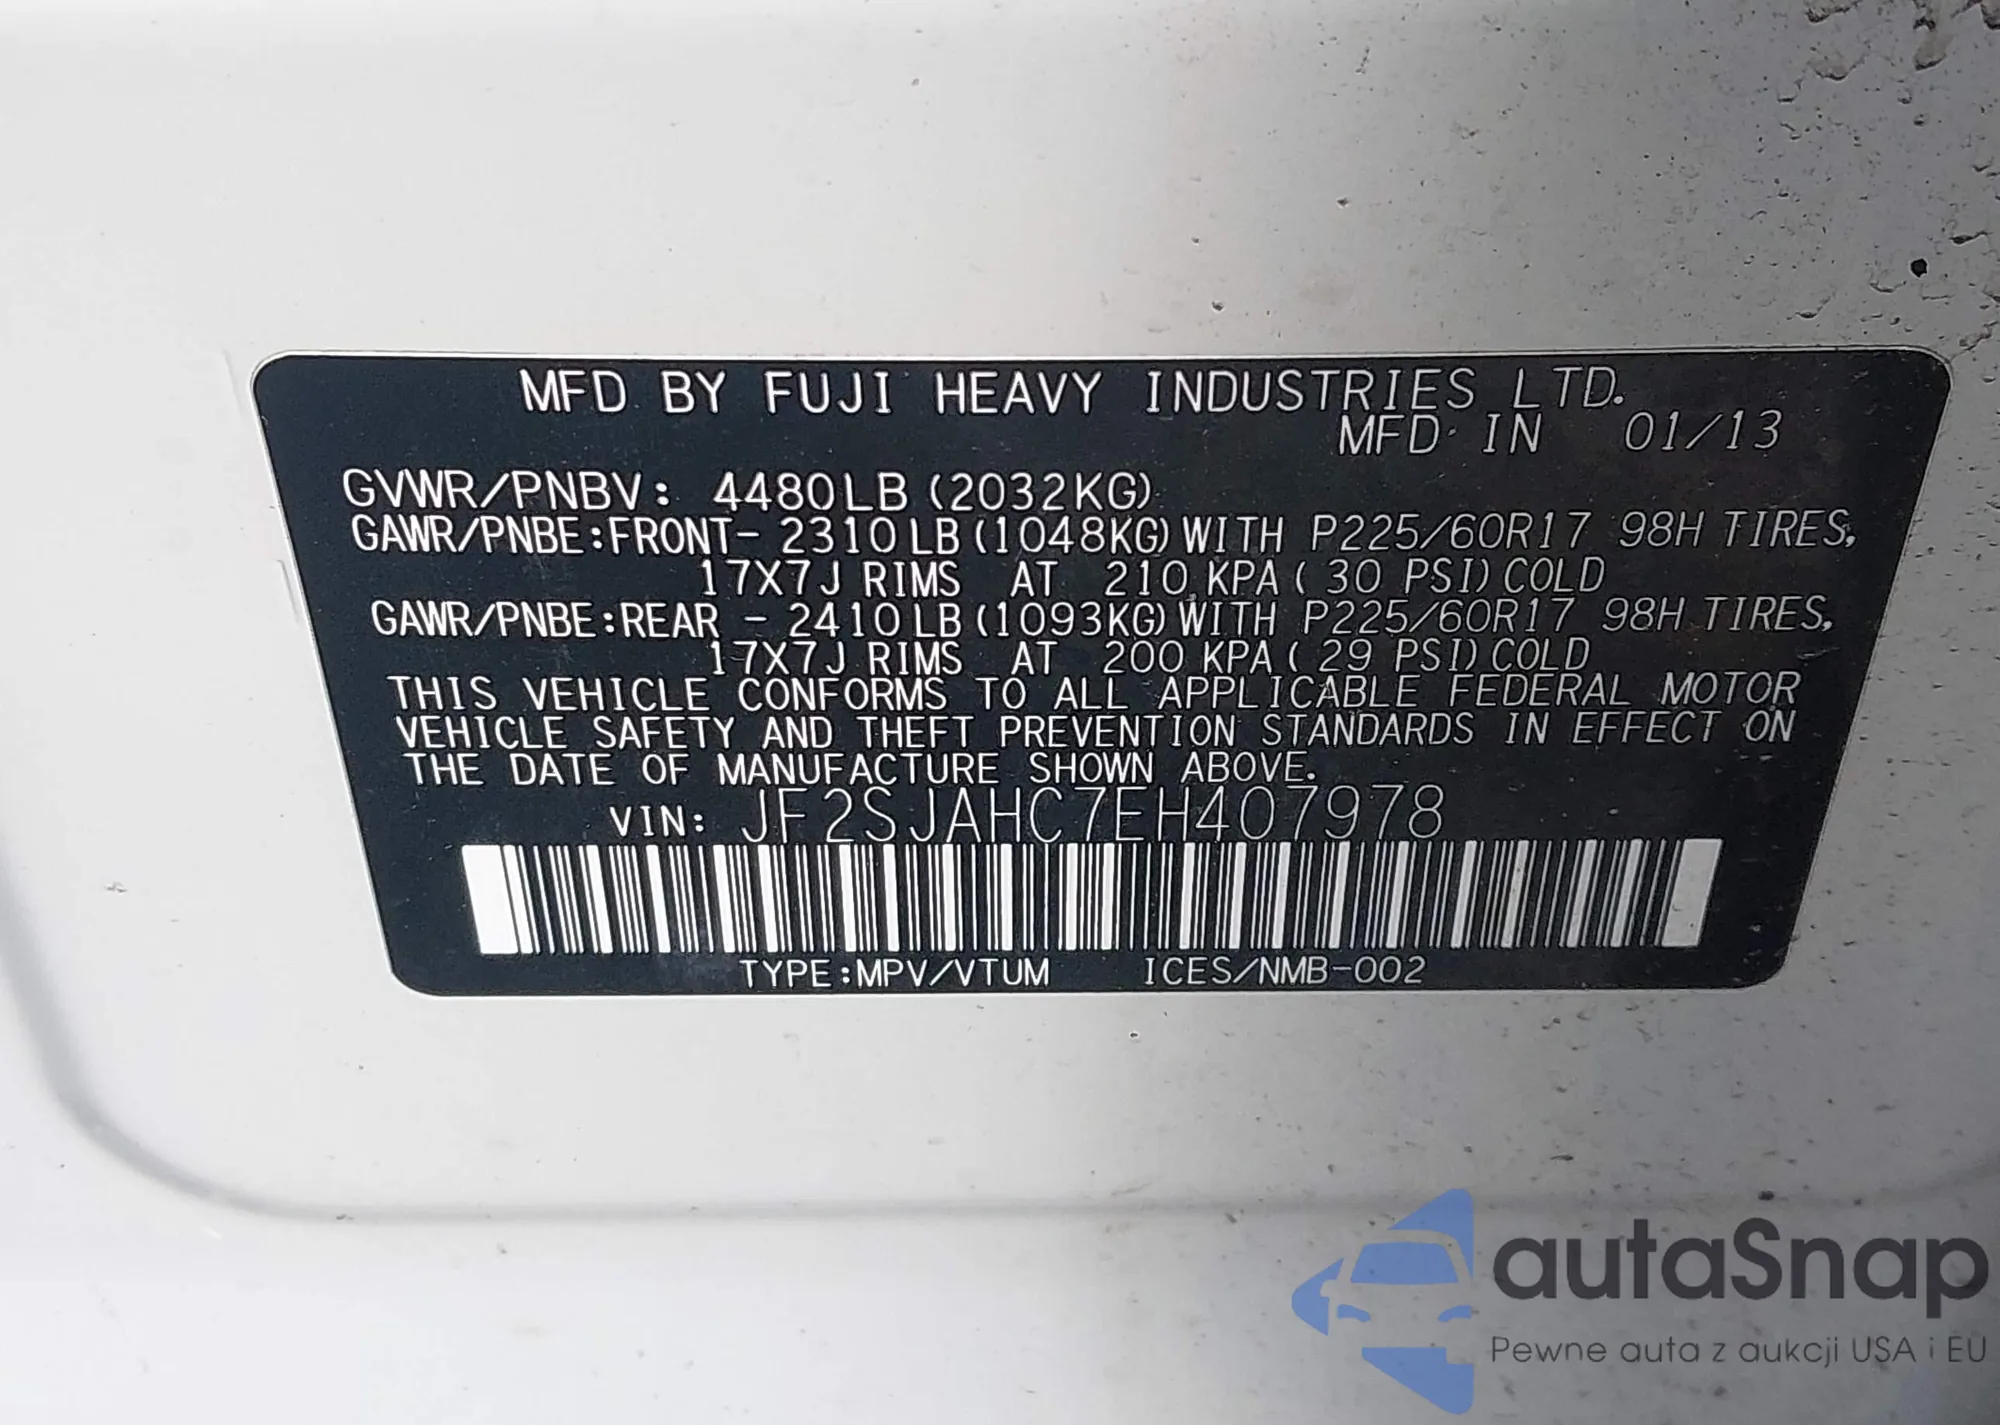 MFD BY FUJI HEAVY INDUSTRIES LTD.
MFD IN 01/13
GVWR/PNBV: 4480LB (2032KG)
GAWR/PNBE:FRONT- 2310LB (1048KG) WITH P225/60R17 98H TIRES,
17X7J RIMS AT 210 KPA ( 30 PSI) COLD
GAWR/PNBE:REAR - 2410LB (1093KG) WITH P225/60R17 98H TIRES,
17X7J RIMS AT 200 KPA ( 29 PSI) COLD
THIS VEHICLE CONFORMS TO ALL APPLICABLE FEDERAL MOTOR
VEHICLE SAFETY AND THEFT PREVENTION STANDARDS IN EFFECT ON
THE DATE OF MANUFACTURE SHOWN ABOVE.
VIN: JF2SJAHC7EH407978
TYPE:MPV/VTUM ICES/NMB-002
autaSnap
Pewne auta z aukcji USA i EU